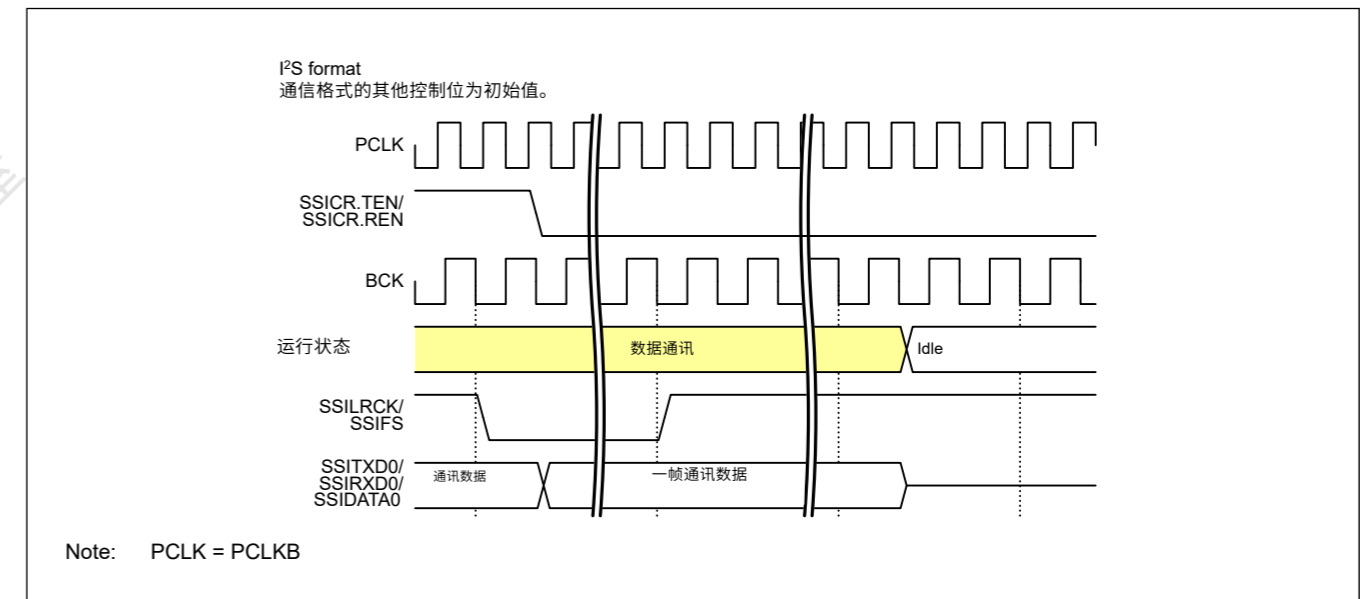 I²S format
通信格式的其他控制位为初始值。
PCLK
SSICR.TEN/
SSICR.REN
BCK
运行状态
数据通讯
Idle
SSILRCK/
SSIFS
SSITXD0/
SSIRXD0/
SSIDATA0
通讯数据
一帧通讯数据
Note: PCLK = PCLKB